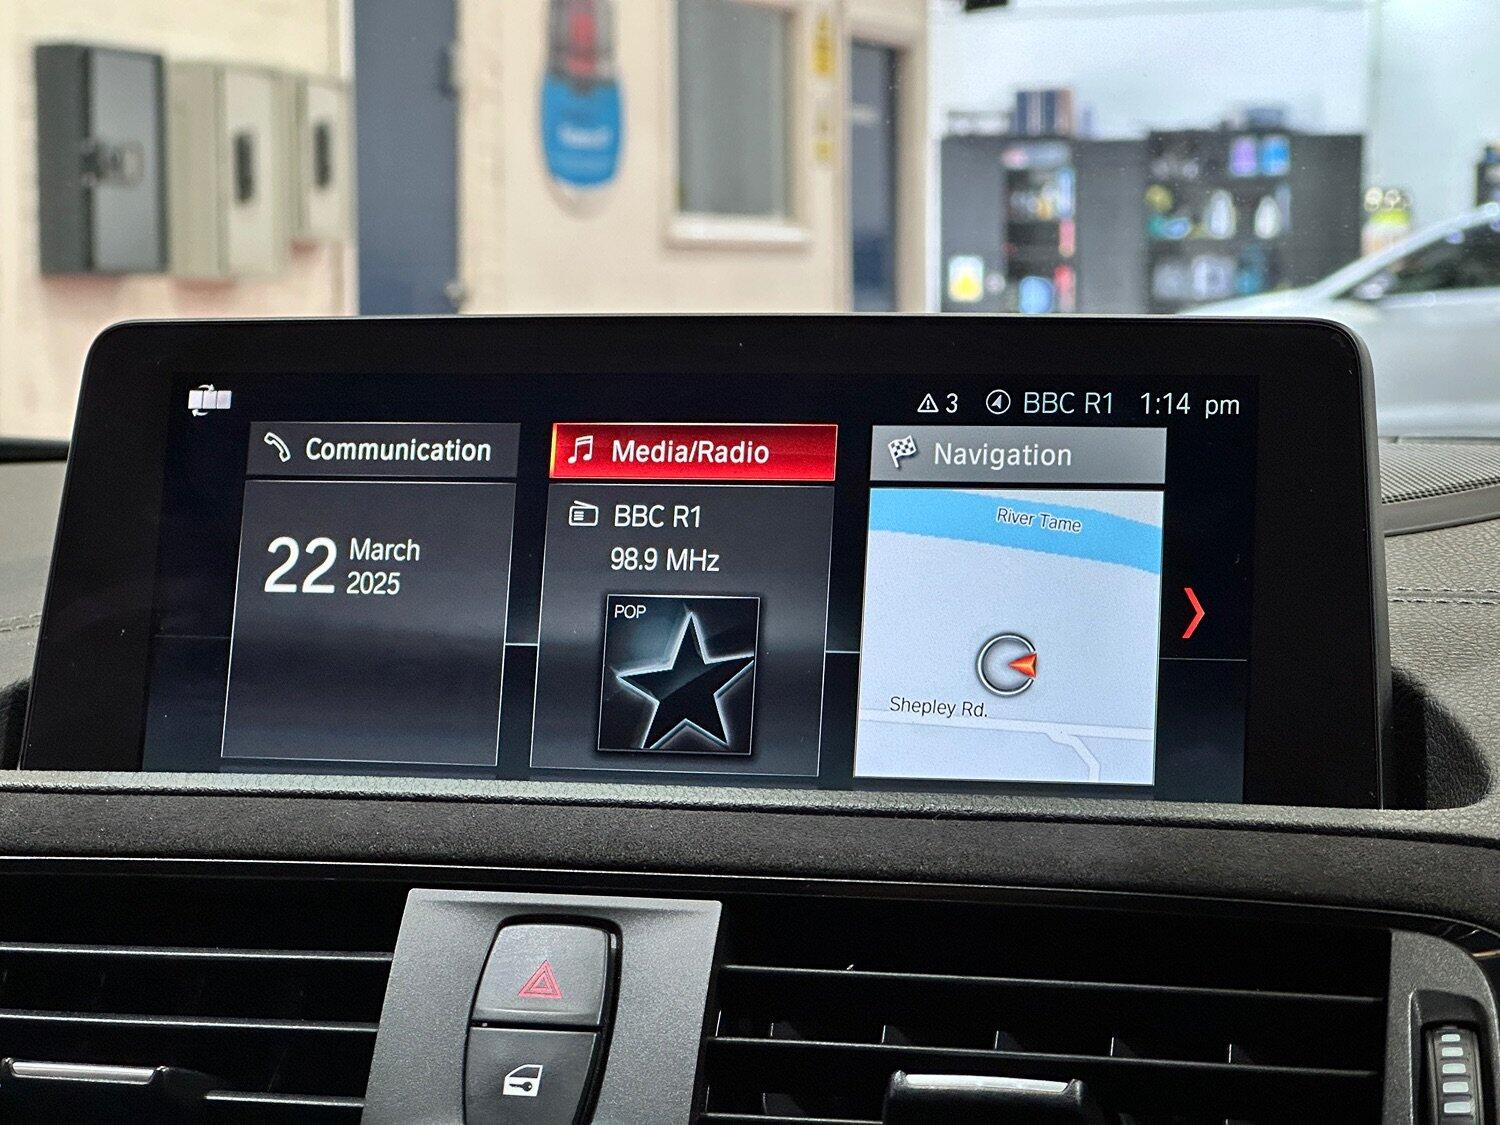 3 BBC R1 1:14 pm
Communication
Media/Radio
Navigation
22 March
2025
BBC R1
98.9 MHz
POP
River Tame
Shepley Rd.